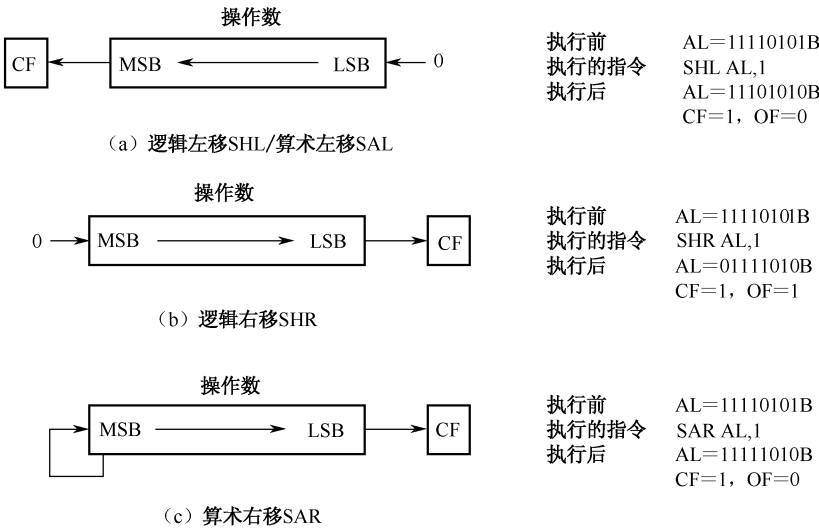 操作数
CF MSB LSB 0
(a) 逻辑左移SHL/算术左移SAL
执行前 AL=11110101B
执行的指令 SHL AL,1
执行后 AL=11101010B
CF=1，OF=0
操作数
0 MSB LSB CF
(b) 逻辑右移SHR
执行前 AL=11110101B
执行的指令 SHR AL,1
执行后 AL=01111010B
CF=1，OF=1
操作数
MSB LSB CF
(c) 算术右移SAR
执行前 AL=11110101B
执行的指令 SAR AL,1
执行后 AL=11111010B
CF=1，OF=0